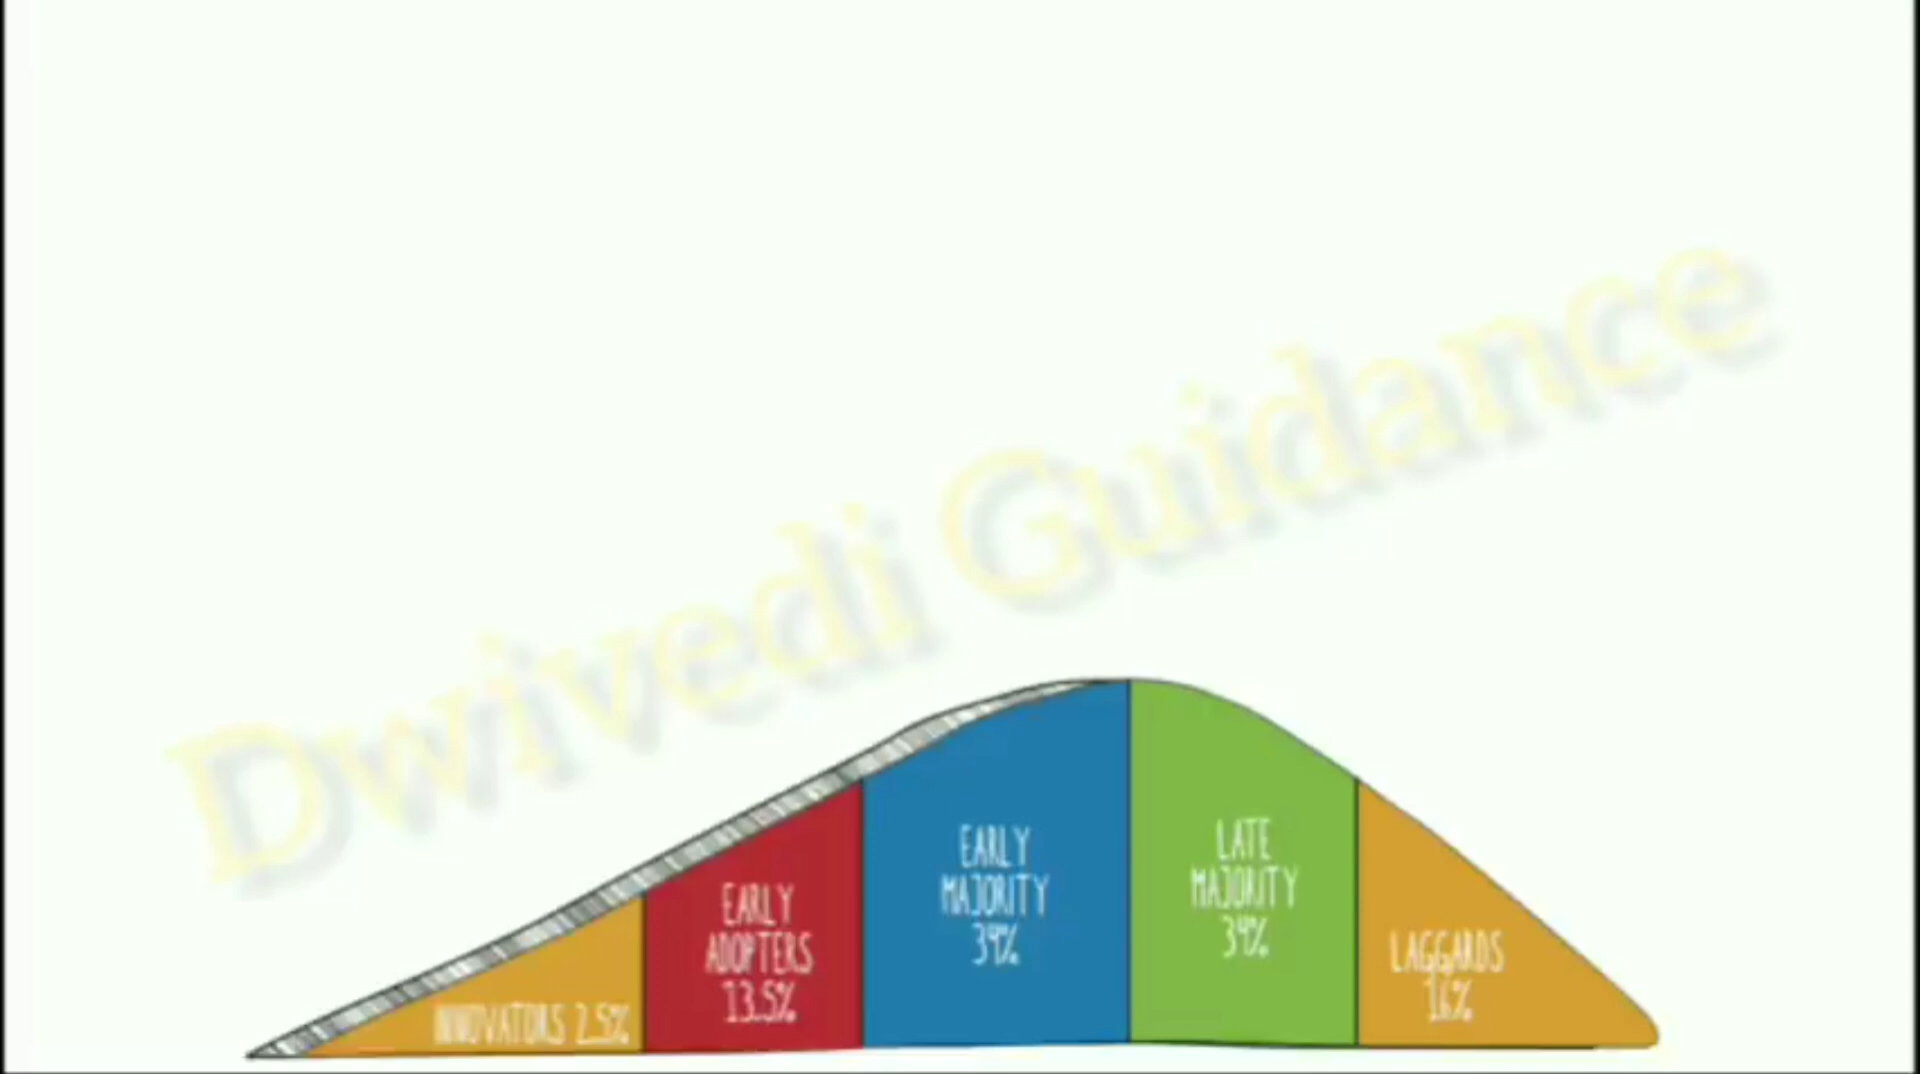 Dwivedi Guidance
INNOVATORS 2.5%
EARLY
ADOPTERS
13.5%
EARLY
MAJORITY
34%
LATE
MAJORITY
34%
LAGGARDS
16%